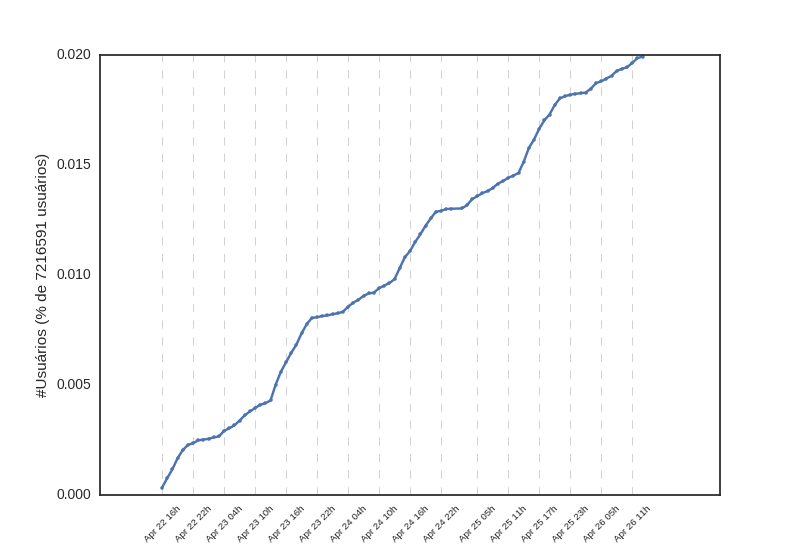 0.020
0.015
0.010
0.005
0.000
#Usuários (% de 7216591 usuários)
Apr 22 16h
Apr 22 22h
Apr 23 04h
Apr 23 10h
Apr 23 16h
Apr 23 22h
Apr 24 04h
Apr 24 10h
Apr 24 16h
Apr 24 22h
Apr 25 05h
Apr 25 11h
Apr 25 17h
Apr 25 23h
Apr 26 05h
Apr 26 11h